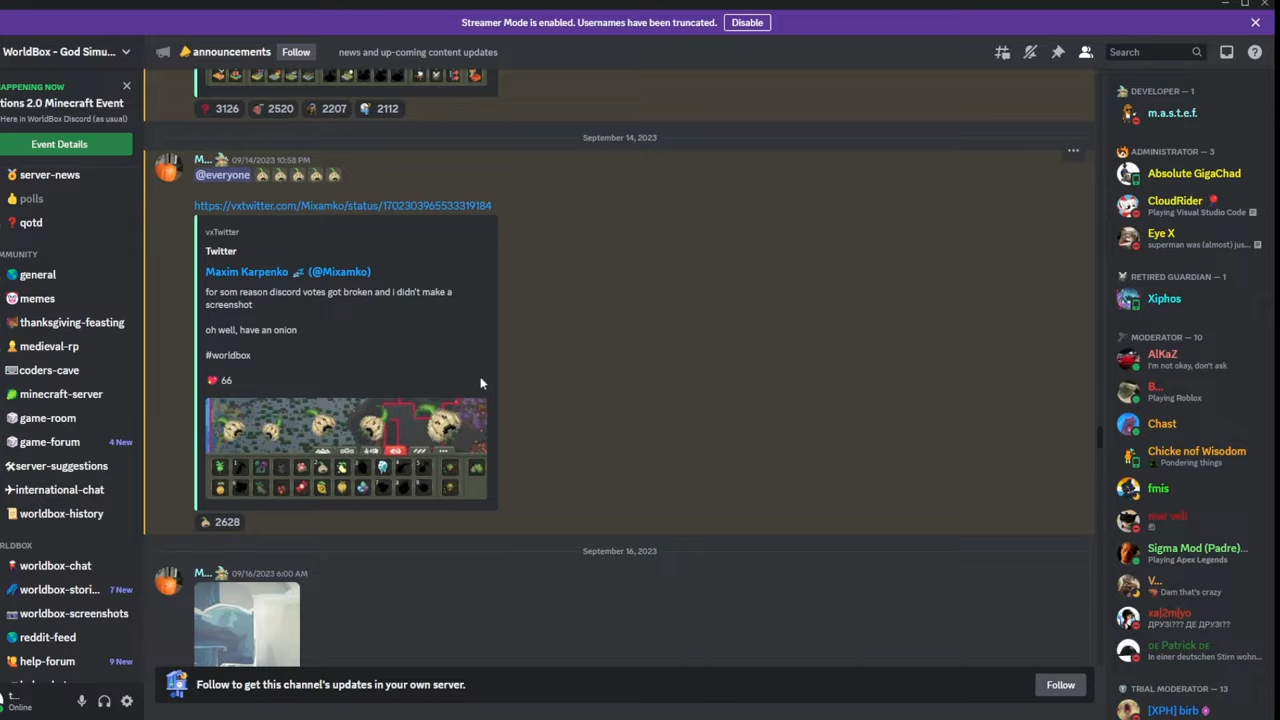 Streamer Mode is enabled. Usernames have been truncated.
Disable
WorldBox - God Simu...
announcements
Follow
news and up-coming content updates
Search
APPENING NOW
tions 2.0 Minecraft Event
Here in WorldBox Discord (as usual)
Event Details
server-news
polls
qotd
MMUNITY
general
memes
thanksgiving-feasting
medieval-rp
coders-cave
minecraft-server
game-room
game-forum
4 New
server-suggestions
international-chat
worldbox-history
RLDBOX
worldbox-chat
worldbox-stori...
7 New
worldbox-screenshots
reddit-feed
help-forum
9 New
t...
Online
3126
2520
2207
2112
September 14, 2023
M...
09/14/2023 10:58 PM
@everyone
https://vxtwitter.com/Mixamko/status/1702303965533319184
vxTwitter
Twitter
Maxim Karpenko 💤 (@Mixamko)
for som reason discord votes got broken and i didn't make a
screenshot
oh well, have an onion
#worldbox
66
2628
September 16, 2023
M...
09/16/2023 6:00 AM
Follow to get this channel's updates in your own server.
Follow
DEVELOPER — 1
m.a.s.t.e.f.
ADMINISTRATOR — 3
Absolute GigaChad
CloudRider
Playing Visual Studio Code
Eye X
superman was (almost) jus...
RETIRED GUARDIAN — 1
Xiphos
MODERATOR — 10
AlKaZ
I'm not okay, don't ask
B...
Playing Roblox
Chast
Chicke nof Wisodom
Pondering things
fmis
Sigma Mod (Padre)...
Playing Apex Legends
V...
Dam that's crazy
xa|2m|yo
ДРУЗІ??? ДЕ ДРУЗІ??
DE Patrick DE
In einer deutschen Stirn wohn...
TRIAL MODERATOR — 13
[XPH] birb